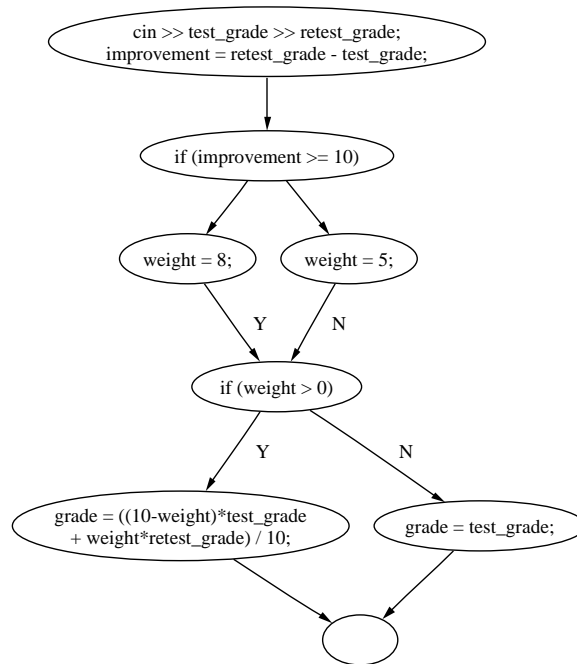 cin >> test_grade >> retest_grade;
improvement = retest_grade - test_grade;
if (improvement >= 10)
weight = 8;
weight = 5;
Y
N
if (weight > 0)
Y
N
grade = ((10-weight)*test_grade
+ weight*retest_grade) / 10;
grade = test_grade;